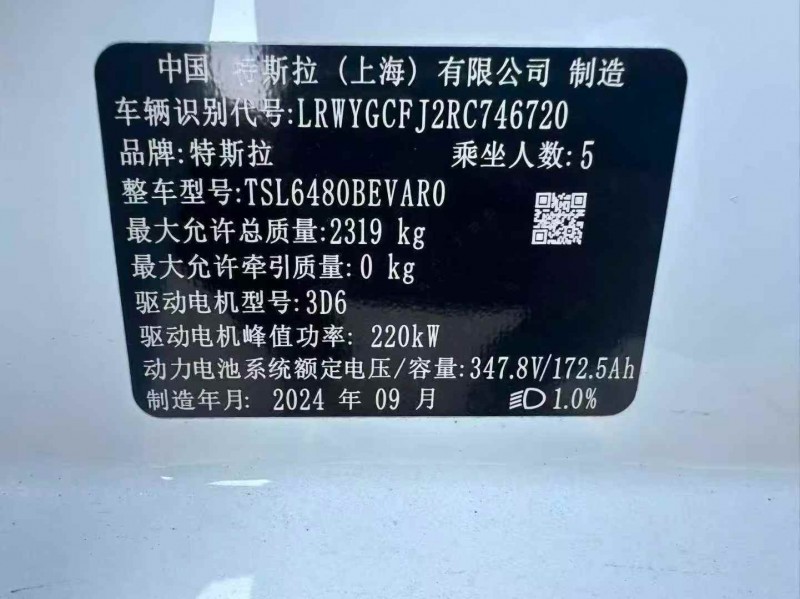 中国 特斯拉 (上海) 有限公司 制造
车辆识别代号:LRWYGCFJ2RC746720
品牌:特斯拉 乘坐人数:5
整车型号:TSL6480BEVAR0
最大允许总质量:2319 kg
最大允许牵引质量:0 kg
驱动电机型号:3D6
驱动电机峰值功率: 220kW
动力电池系统额定电压/容量:347.8V/172.5Ah
制造年月: 2024 年 09 月 1.0%